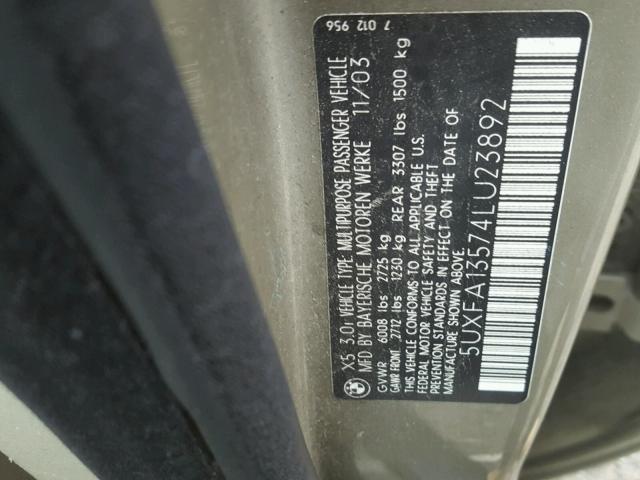 7 012 956
X5 3.0i VEHICLE TYPE MULTIPURPOSE PASSENGER VEHICLE
MFD BY BAYERISCHE MOTOREN WERKE 11/03
GVWR 6008 lbs 2725 kg
GAWR FRONT 2712 lbs 1230 kg REAR 3307 lbs 1500 kg
THIS VEHICLE CONFORMS TO ALL APPLICABLE U.S.
FEDERAL MOTOR VEHICLE SAFETY AND THEFT
PREVENTION STANDARDS IN EFFECT ON THE DATE OF
MANUFACTURE SHOWN ABOVE
5UXFA13574LU23892